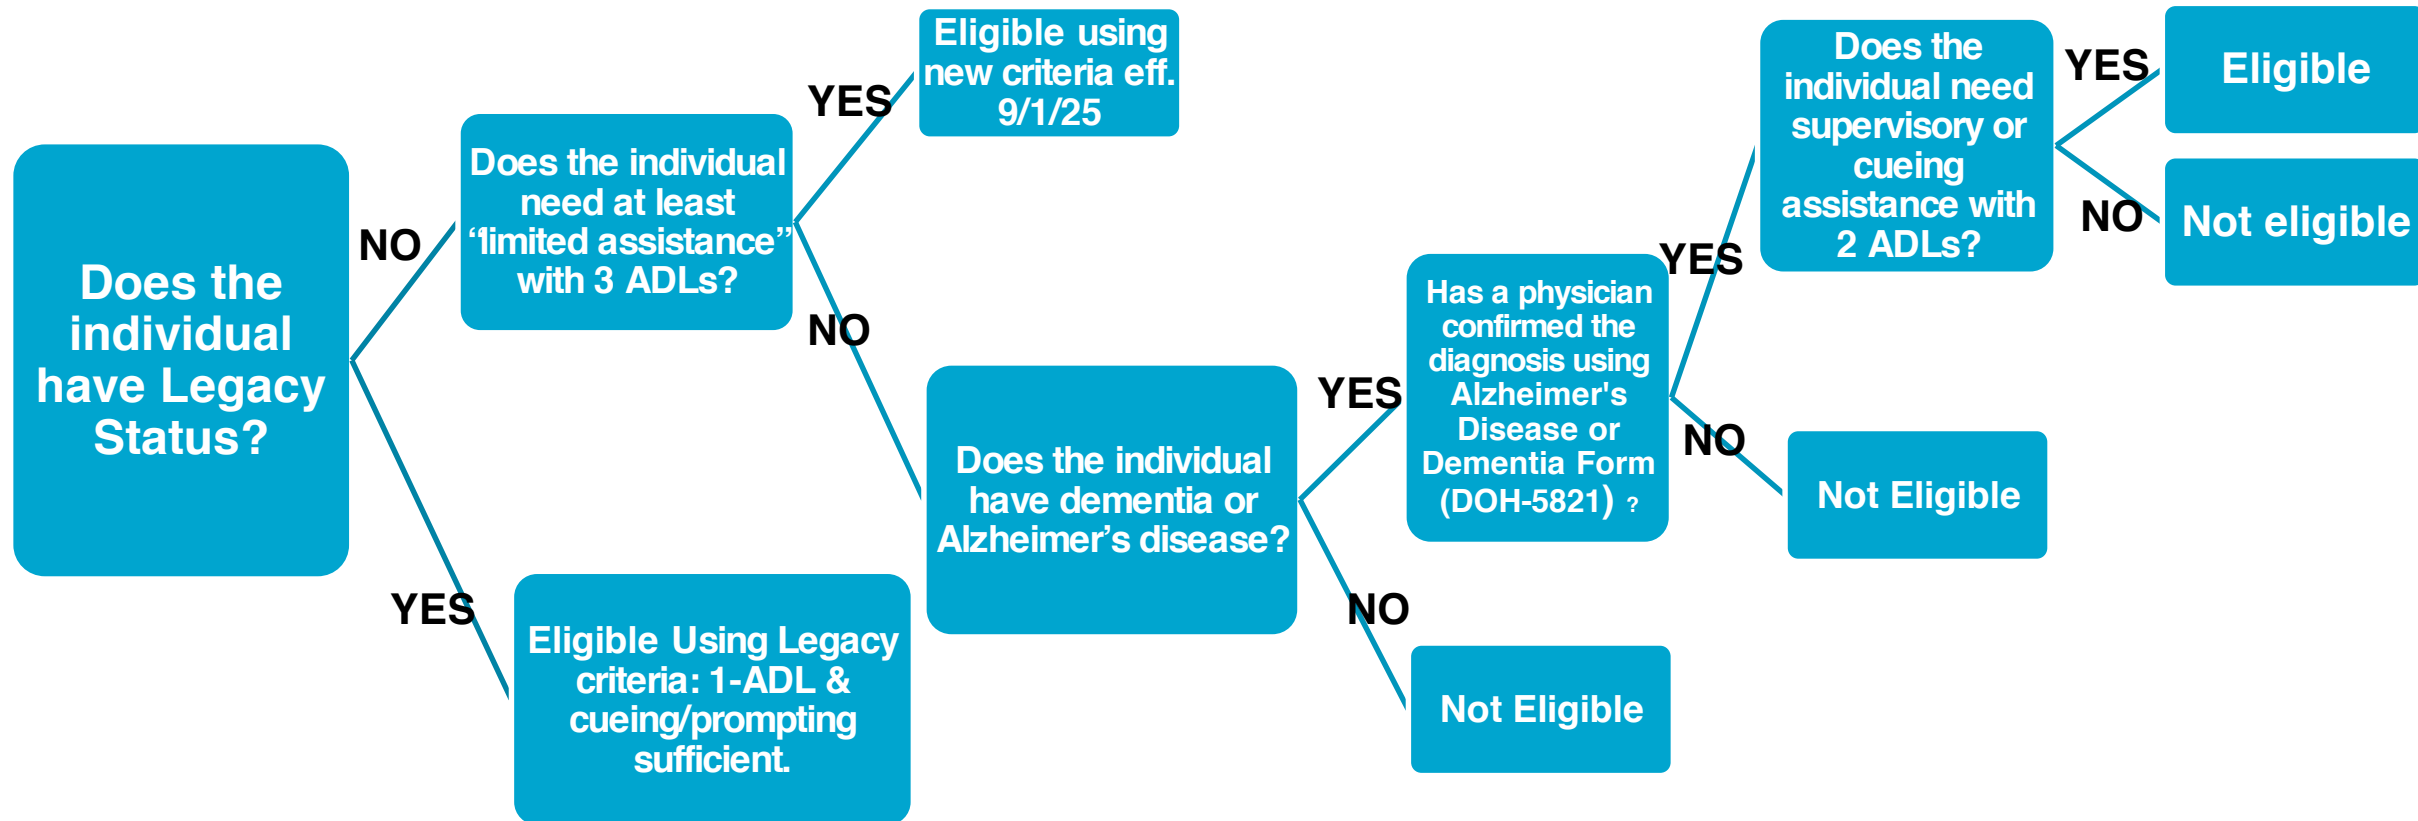 Does the
individual
have Legacy
Status?
NO
YES
Does the individual
need at least
“limited assistance”
with 3 ADLs?
YES
NO
Eligible Using Legacy
criteria: 1-ADL &
cueing/prompting
sufficient.
Eligible using
new criteria eff.
9/1/25
Does the individual
have dementia or
Alzheimer’s disease?
YES
NO
Has a physician
confirmed the
diagnosis using
Alzheimer's
Disease or
Dementia Form
(DOH-5821) ?
YES
NO
Not Eligible
Does the
individual need
supervisory or
cueing
assistance with
2 ADLs?
YES
NO
Not Eligible
Eligible
Not eligible